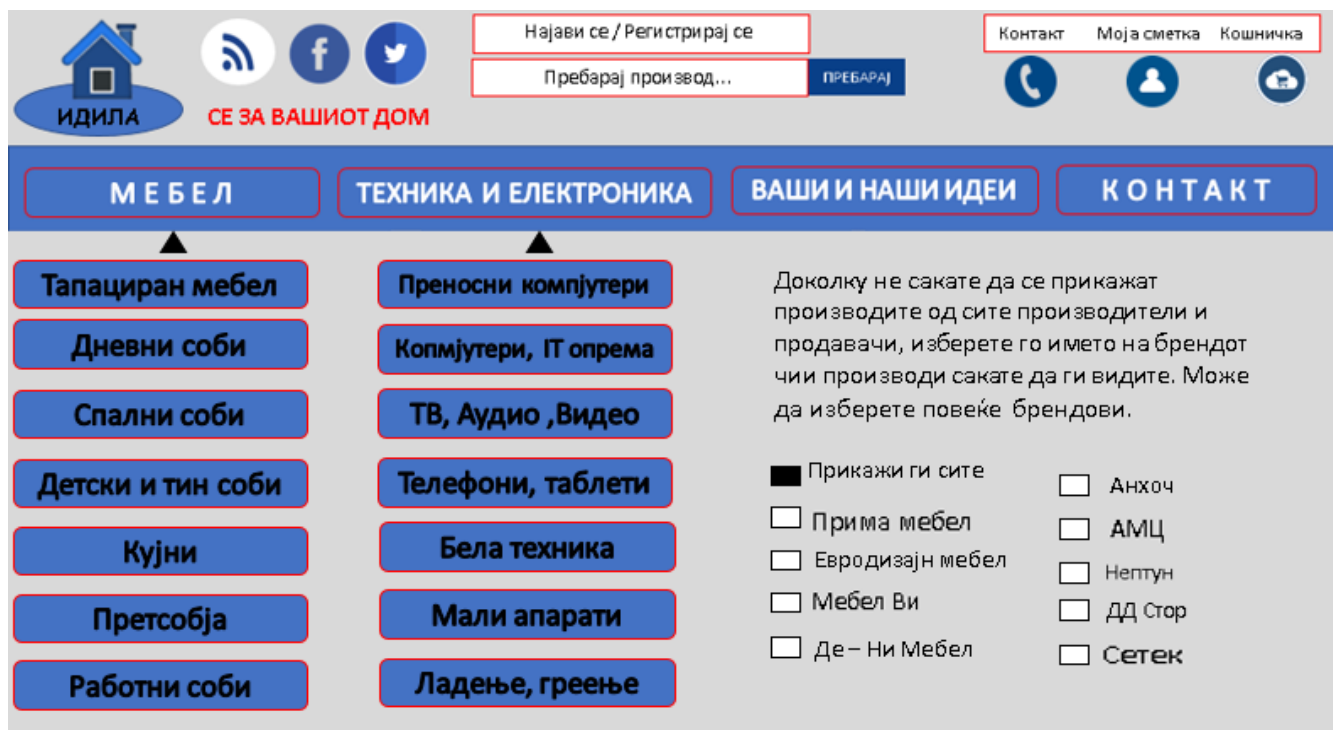 Најави се / Регистрирај се
Контакт Моја сметка Кошничка
Пребарај производ...
ПРЕБАРАЈ
ИДИЛА
СЕ ЗА ВАШИОТ ДОМ
М Е Б Е Л
ТЕХНИКА И ЕЛЕКТРОНИКА
ВАШИ И НАШИ ИДЕИ
К О Н Т А К Т
Тапациран мебел
Дневни соби
Спални соби
Детски и тин соби
Кујни
Претсобја
Работни соби
Преносни компјутери
Копмјутери, IT опрема
ТВ, Аудио ,Видео
Телефони, таблети
Бела техника
Мали апарати
Ладење, греење
Доколку не сакате да се прикажат
производите од сите производители и
продавачи, изберете го името на брендот
чии производи сакате да ги видите. Може
да изберете повеќе брендови.
Прикажи ги сите
Прима мебел
Евродизајн мебел
Мебел Ви
Де – Ни Мебел
Анхоч
АМЦ
Нептун
ДД Стор
Сетек